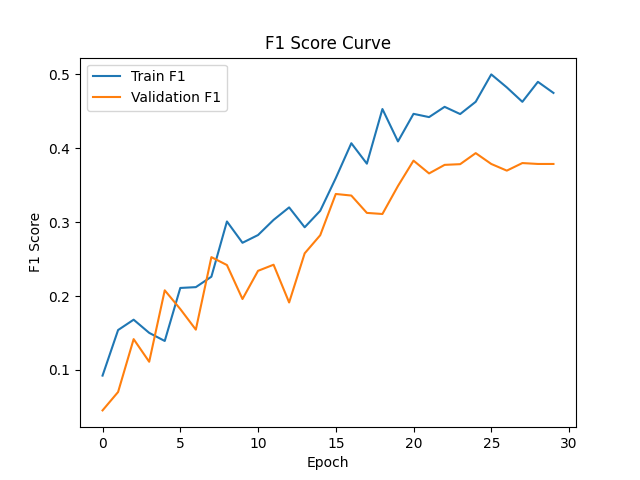 F1 Score Curve
Train F1
Validation F1
F1 Score
0.5
0.4
0.3
0.2
0.1
0 5 10 15 20 25 30
Epoch